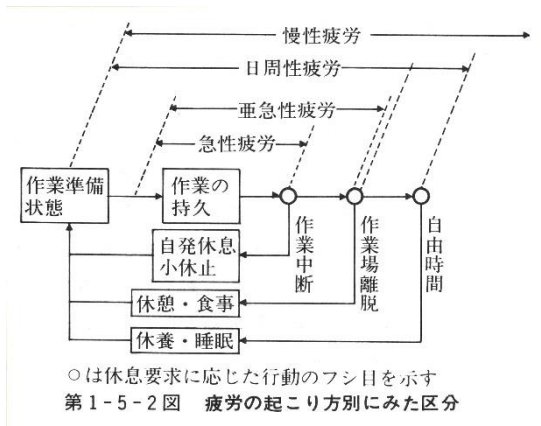 慢性疲労
日周性疲労
亜急性疲労
急性疲労
作業準備
状態
作業の
持久
自発休息
小休止
作業中断
作業場離脱
自由時間
休憩・食事
休養・睡眠
○は休息要求に応じた行動のフシ目を示す
第1-5-2図 疲労の起こり方別にみた区分